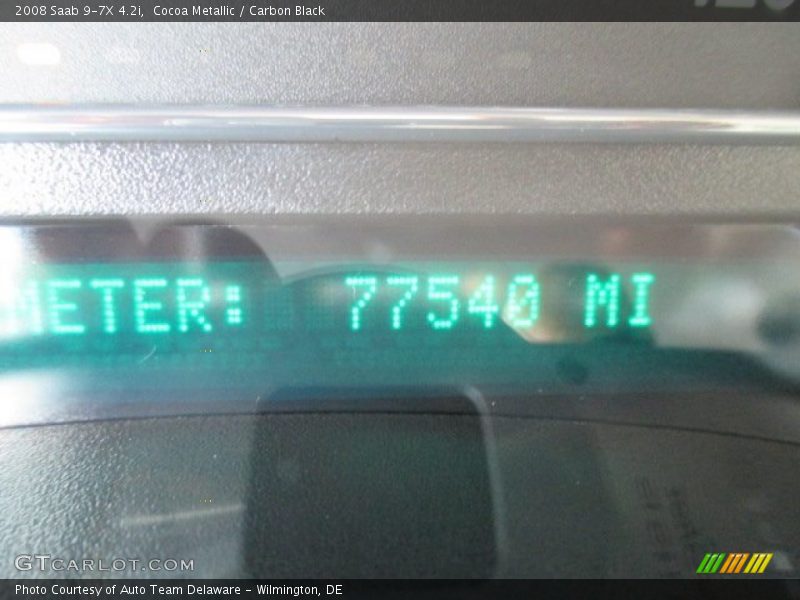 2008 Saab 9-7X 4.2i, Cocoa Metallic / Carbon Black
METER: 77540 MI
GTCARLOT.COM
Photo Courtesy of Auto Team Delaware - Wilmington, DE